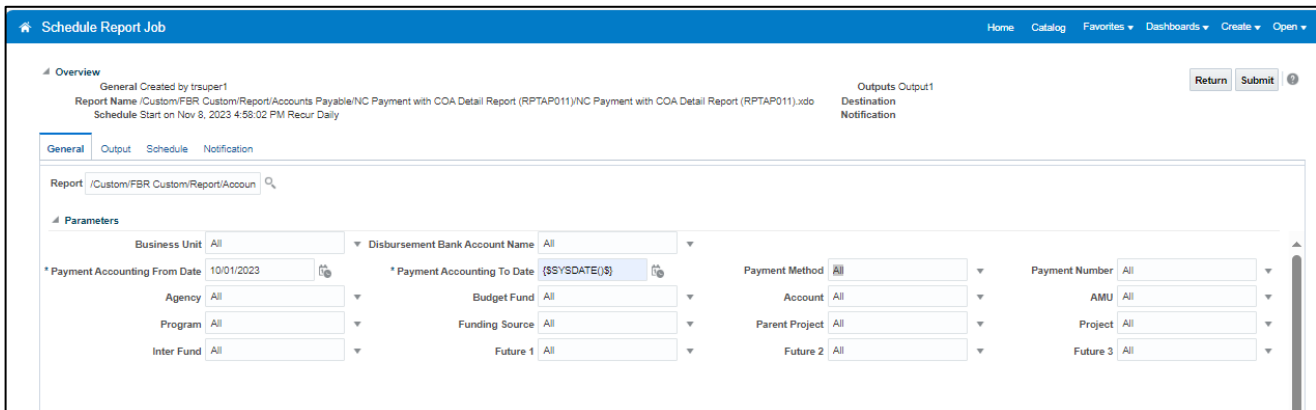 Schedule Report Job Home Catalog Favorites Dashboards Create Open
Overview
General Created by trsuper1 Outputs Output1 Return Submit ?
Report Name /Custom/FBR Custom/Report/Accounts Payable/NC Payment with COA Detail Report (RPTAP011)/NC Payment with COA Detail Report (RPTAP011).xdo Destination
Schedule Start on Nov 8, 2023 4:58:02 PM Recur Daily Notification
General Output Schedule Notification
Report /Custom/FBR Custom/Report/Accoun
Parameters
Business Unit All Disbursement Bank Account Name All
* Payment Accounting From Date 10/01/2023 * Payment Accounting To Date {$SYSDATE()$} Payment Method All Payment Number All
Agency All Budget Fund All Account All AMU All
Program All Funding Source All Parent Project All Project All
Inter Fund All Future 1 All Future 2 All Future 3 All